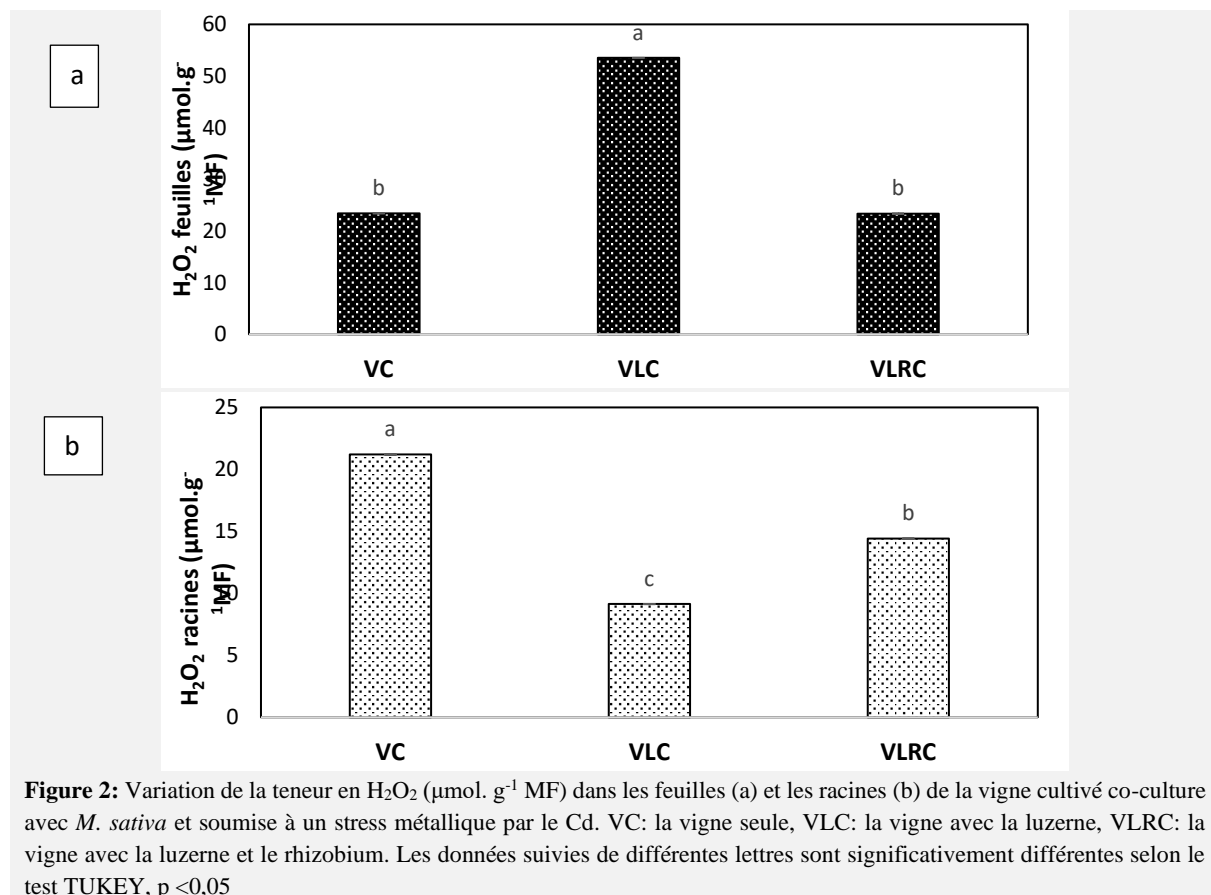 a
H₂O₂ feuilles (µmol.g⁻
¹MF)
60
50
40
30
20
10
0
b
a
b
VC VLC VLRC
b
H₂O₂ racines (µmol.g⁻
¹MF)
25
20
15
10
5
0
a
c
b
VC VLC VLRC
Figure 2: Variation de la teneur en H₂O₂ (µmol. g⁻¹ MF) dans les feuilles (a) et les racines (b) de la vigne cultivé co-culture
avec M. sativa et soumise à un stress métallique par le Cd. VC: la vigne seule, VLC: la vigne avec la luzerne, VLRC: la
vigne avec la luzerne et le rhizobium. Les données suivies de différentes lettres sont significativement différentes selon le
test TUKEY, p <0,05